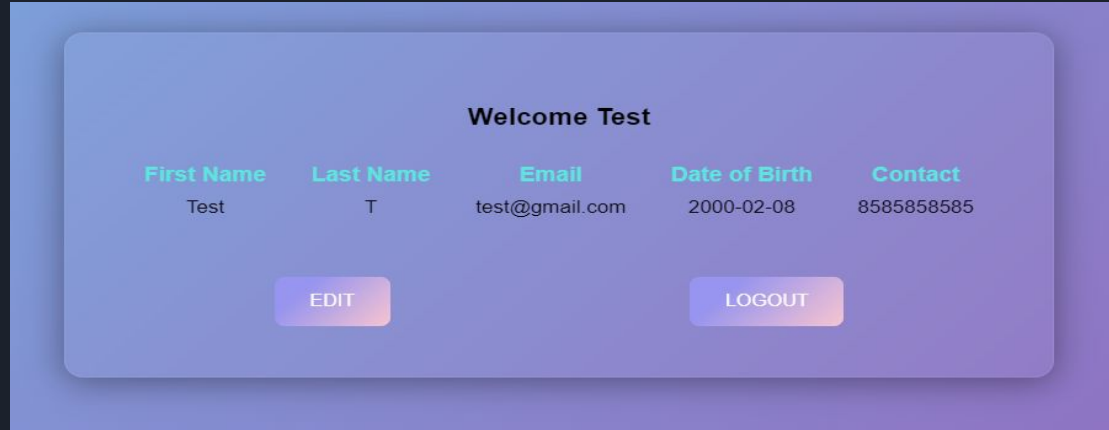 Welcome Test
First Name Last Name Email Date of Birth Contact
Test T test@gmail.com 2000-02-08 8585858585
EDIT LOGOUT